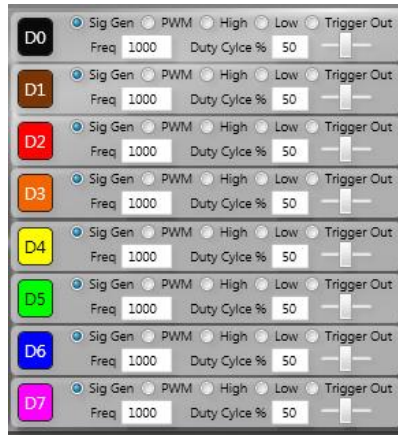 D0 Sig Gen PWM High Low Trigger Out
Freq 1000 Duty Cylce % 50
D1 Sig Gen PWM High Low Trigger Out
Freq 1000 Duty Cylce % 50
D2 Sig Gen PWM High Low Trigger Out
Freq 1000 Duty Cylce % 50
D3 Sig Gen PWM High Low Trigger Out
Freq 1000 Duty Cylce % 50
D4 Sig Gen PWM High Low Trigger Out
Freq 1000 Duty Cylce % 50
D5 Sig Gen PWM High Low Trigger Out
Freq 1000 Duty Cylce % 50
D6 Sig Gen PWM High Low Trigger Out
Freq 1000 Duty Cylce % 50
D7 Sig Gen PWM High Low Trigger Out
Freq 1000 Duty Cylce % 50